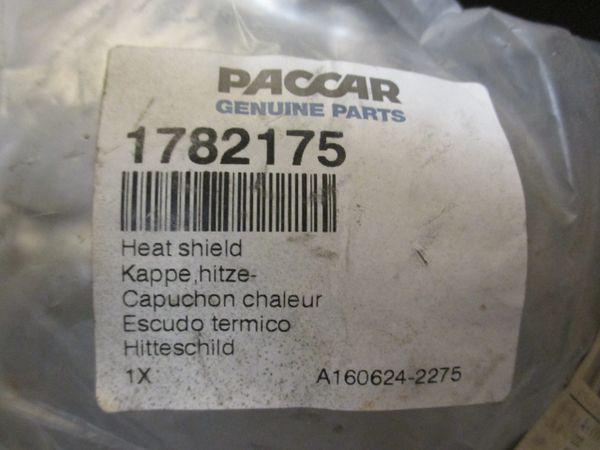 PACCAR
GENUINE PARTS
1782175
Heat shield
Kappe,hitze-
Capuchon chaleur
Escudo termico
Hitteschild
1X A160624-2275